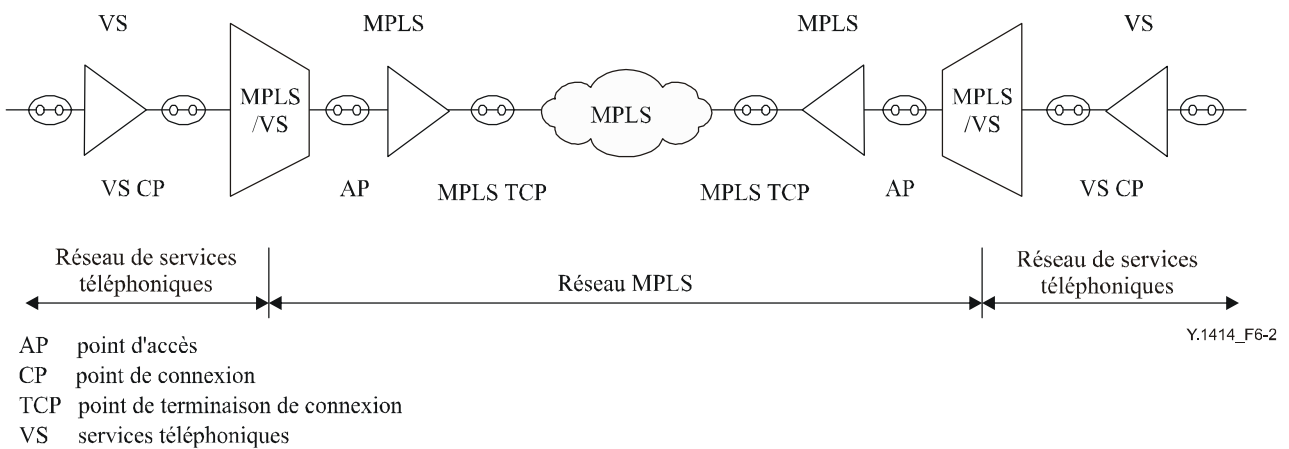 VS MPLS MPLS VS
MPLS /VS MPLS MPLS /VS
VS CP AP MPLS TCP MPLS TCP AP VS CP
Réseau de services téléphoniques
Réseau MPLS
Réseau de services téléphoniques
Y.1414_F6-2
AP point d'accès
CP point de connexion
TCP point de terminaison de connexion
VS services téléphoniques